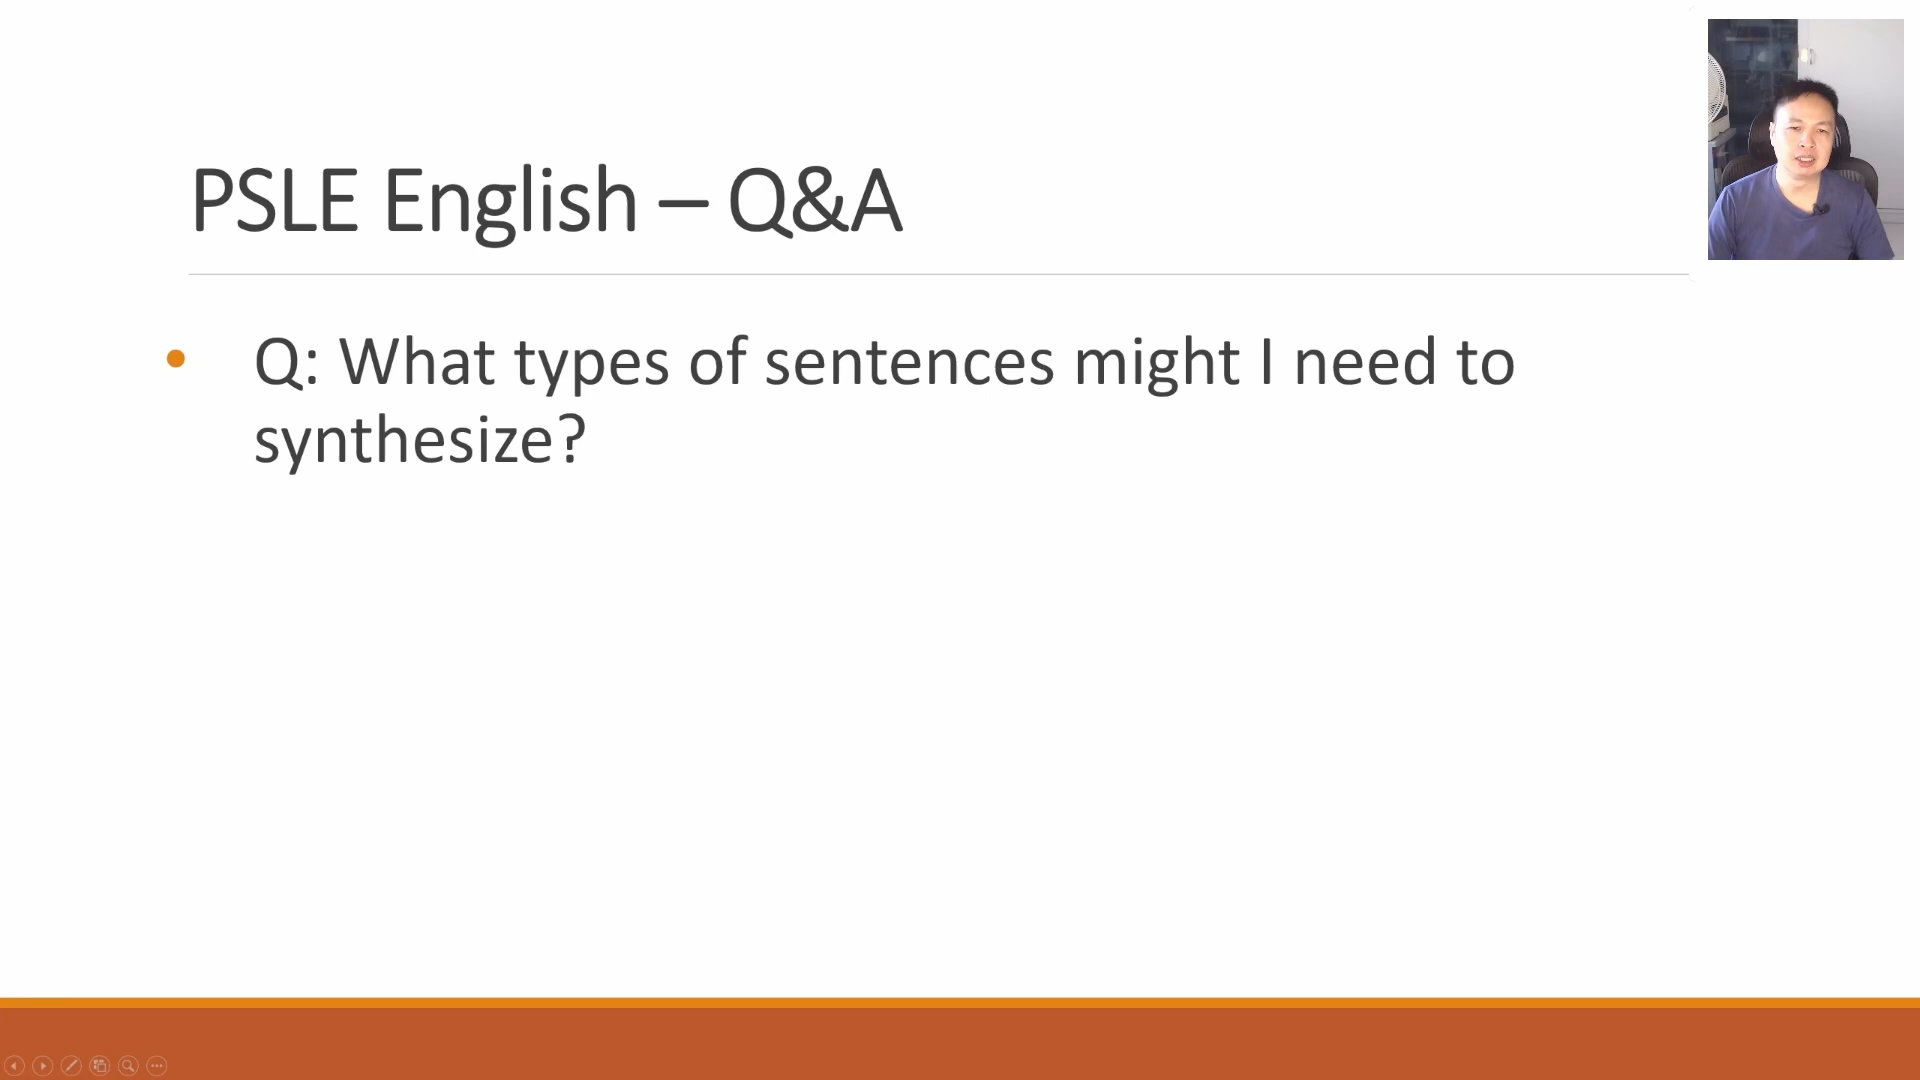 PSLE English – Q&A
• Q: What types of sentences might I need to
synthesize?